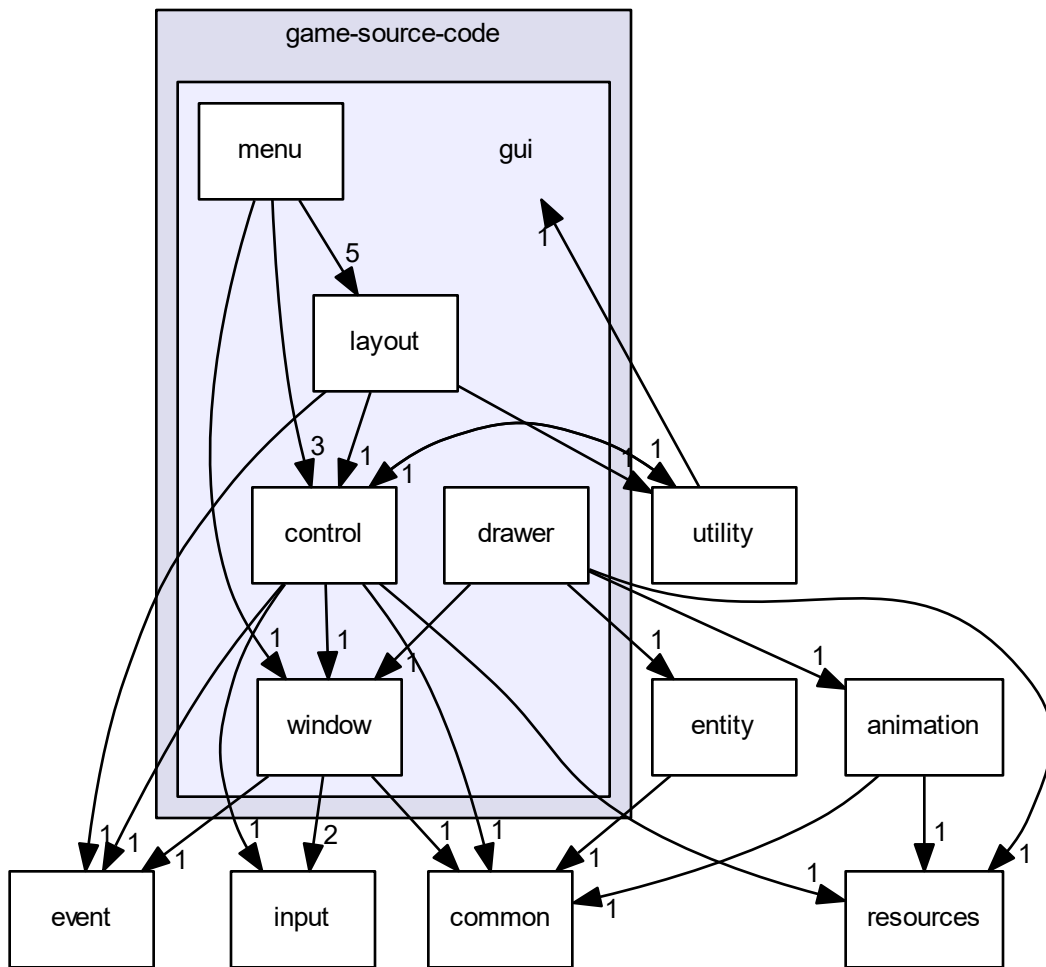 game-source-code
menu
gui
1
5
layout
3
1
1
1
1
control
drawer
utility
1
1
1
1
1
window
entity
animation
1
1
1
1
2
1
1
1
1
1
1
1
event
input
common
resources